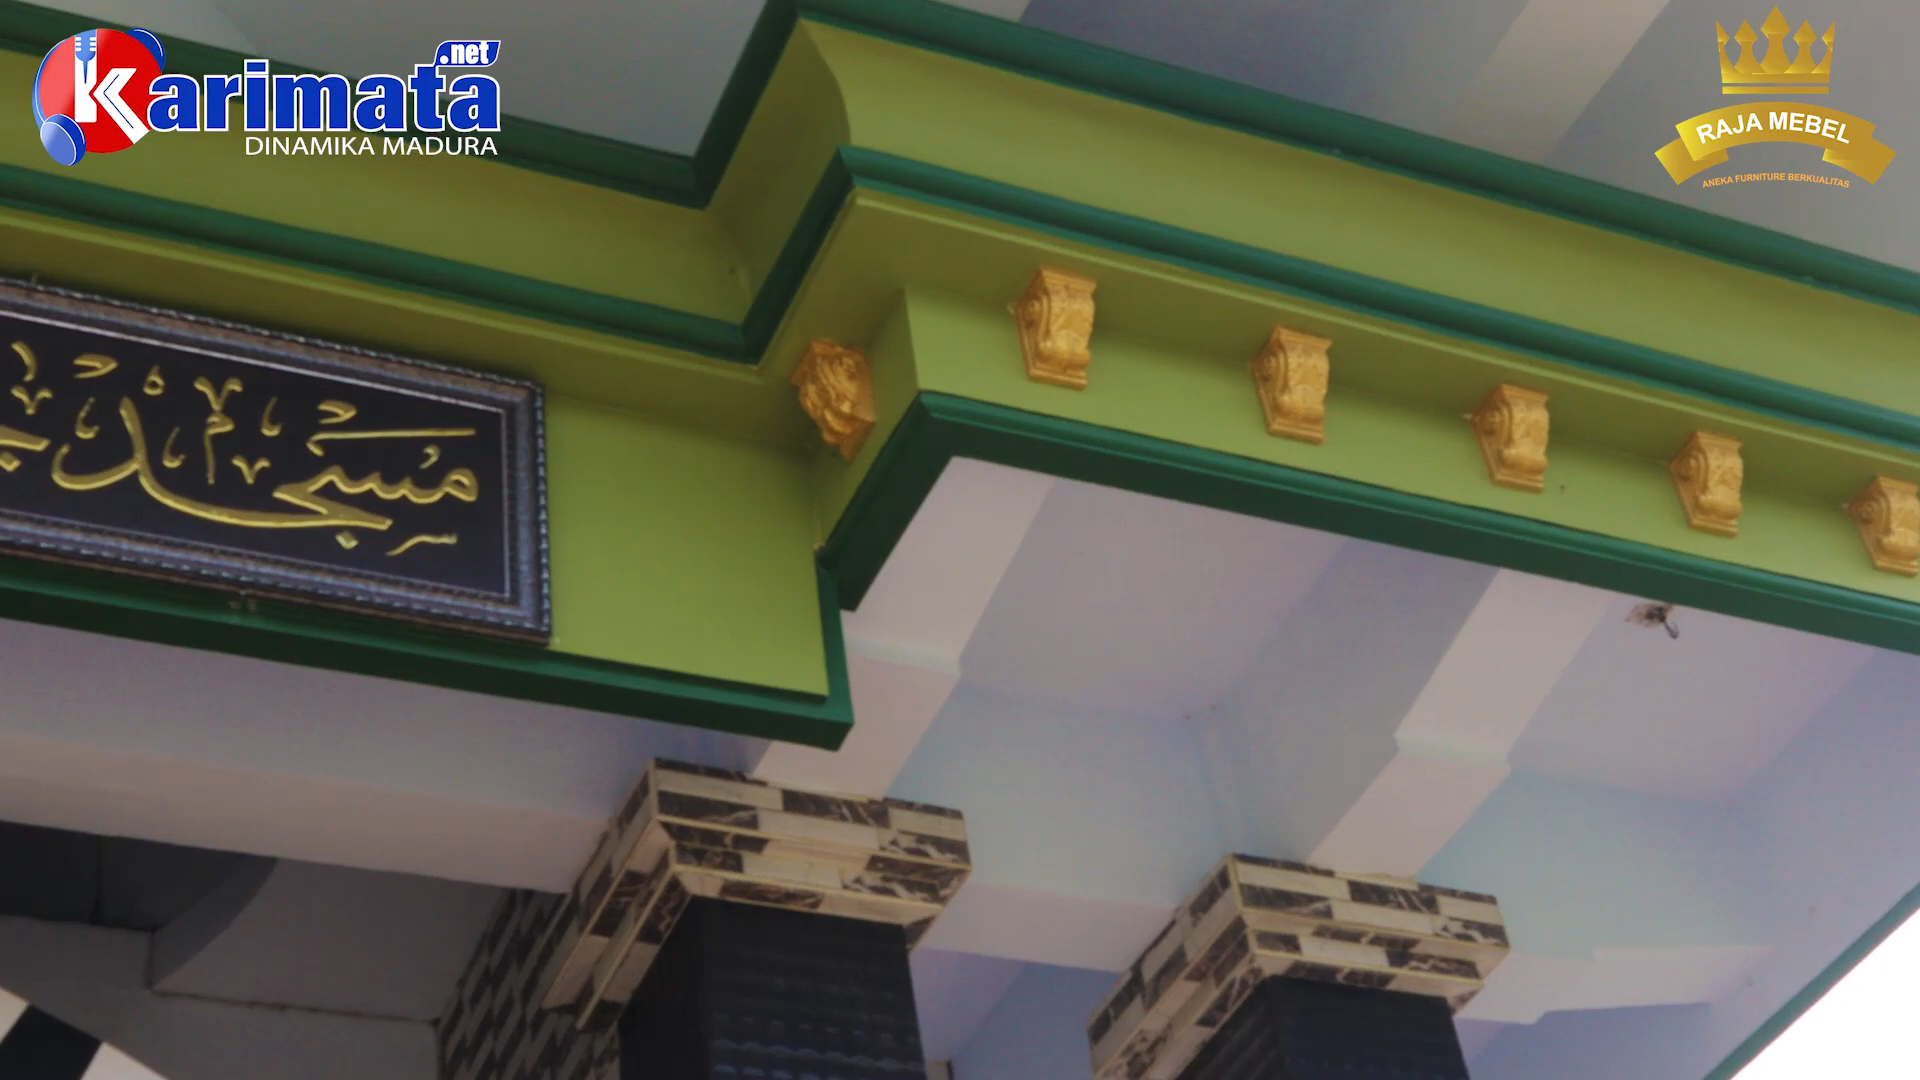 Karimata.net
DINAMIKA MADURA
RAJA MEBEL
ANEKA FURNITURE BERKUALITAS
مسجد